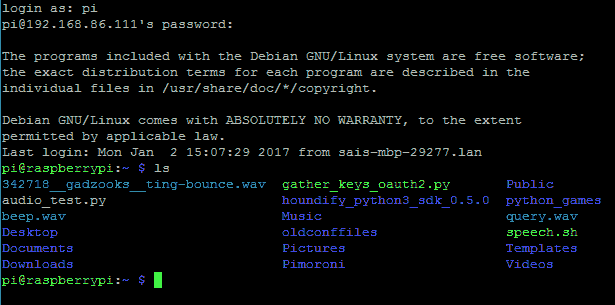 login as: pi
pi@192.168.86.111's password:
The programs included with the Debian GNU/Linux system are free software;
the exact distribution terms for each program are described in the
individual files in /usr/share/doc/*/copyright.
Debian GNU/Linux comes with ABSOLUTELY NO WARRANTY, to the extent
permitted by applicable law.
Last login: Mon Jan  2 15:07:29 2017 from sais-mbp-29277.lan
pi@raspberrypi:~ $ ls
342718__gadzooks__ting-bounce.wav  gather_keys_oauth2.py        Public
audio_test.py                      houndify_python3_sdk_0.5.0  python_games
beep.wav                           Music                       query.wav
Desktop                            oldconffiles                speech.sh
Documents                          Pictures                    Templates
Downloads                          Pimoroni                    Videos
pi@raspberrypi:~ $